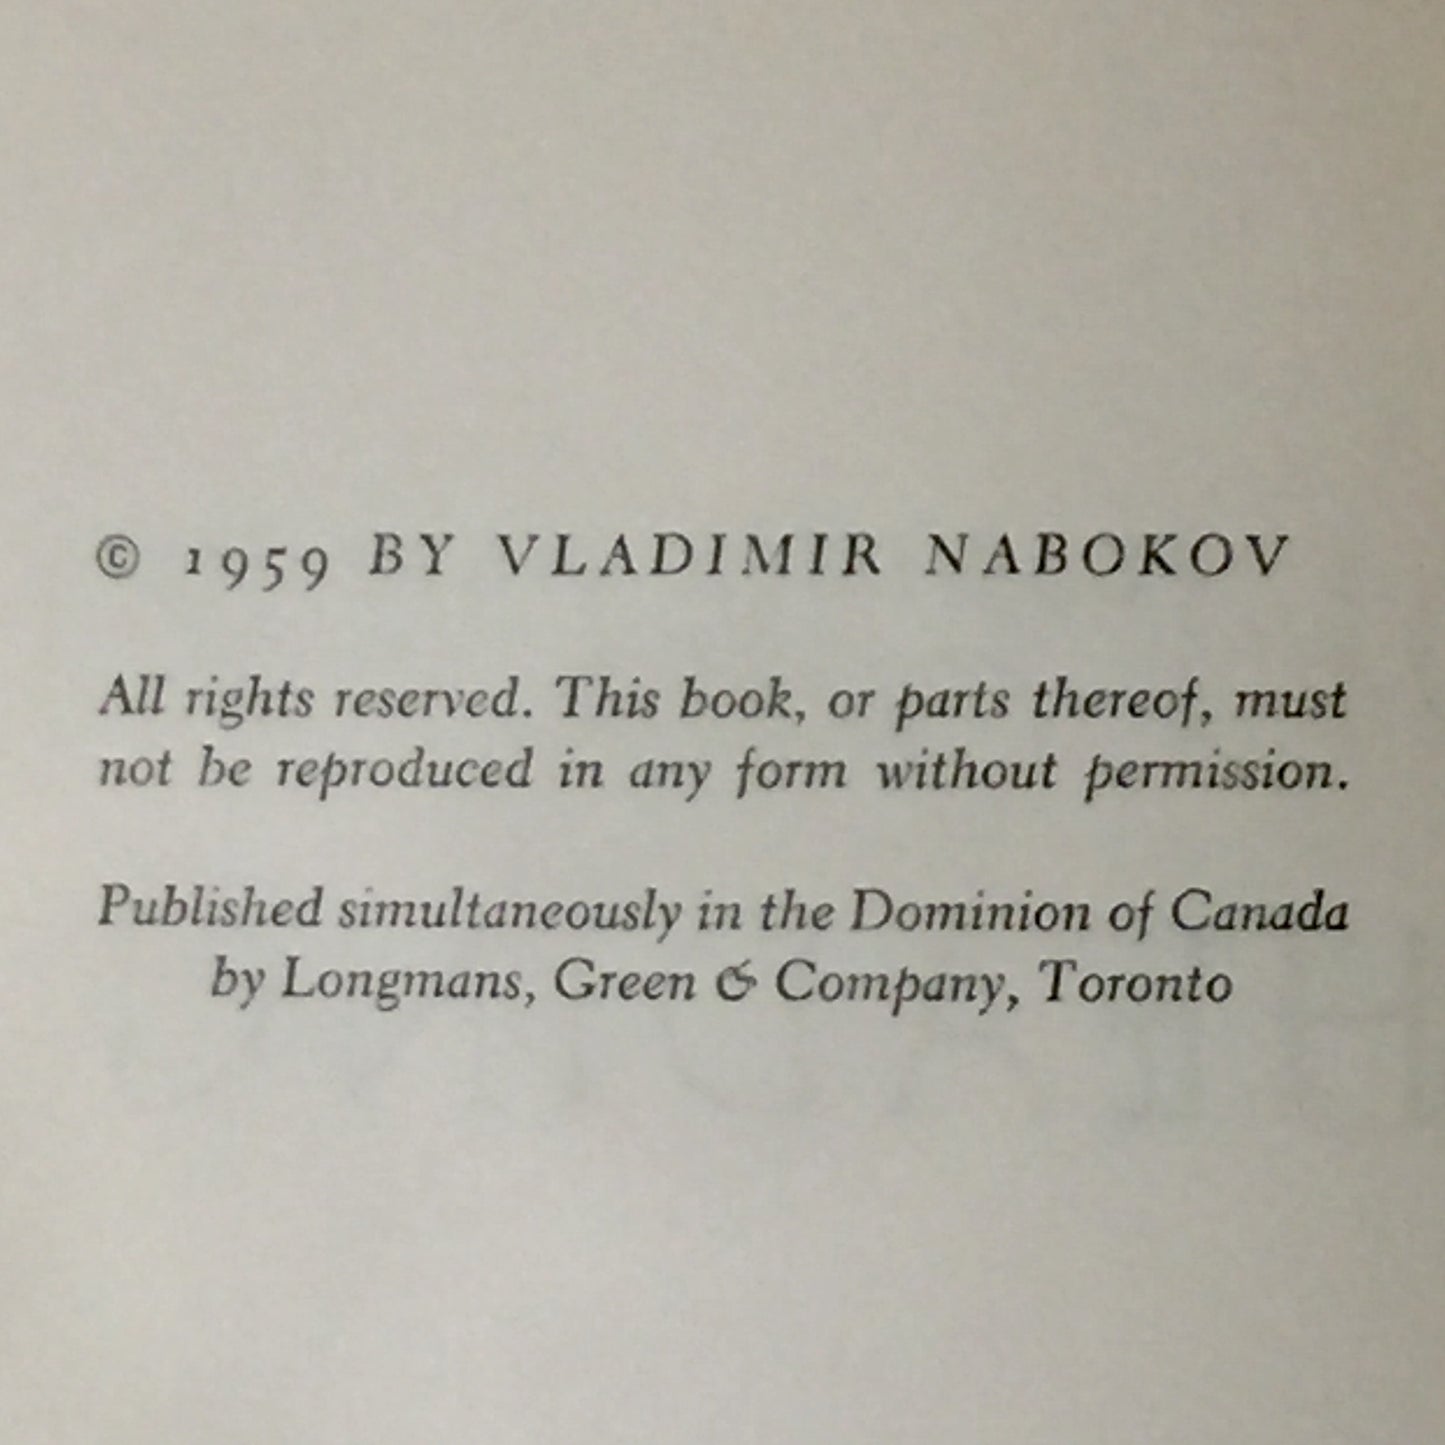 © 1959 BY VLADIMIR NABOKOV
All rights reserved. This book, or parts thereof, must
not be reproduced in any form without permission.
Published simultaneously in the Dominion of Canada
by Longmans, Green & Company, Toronto